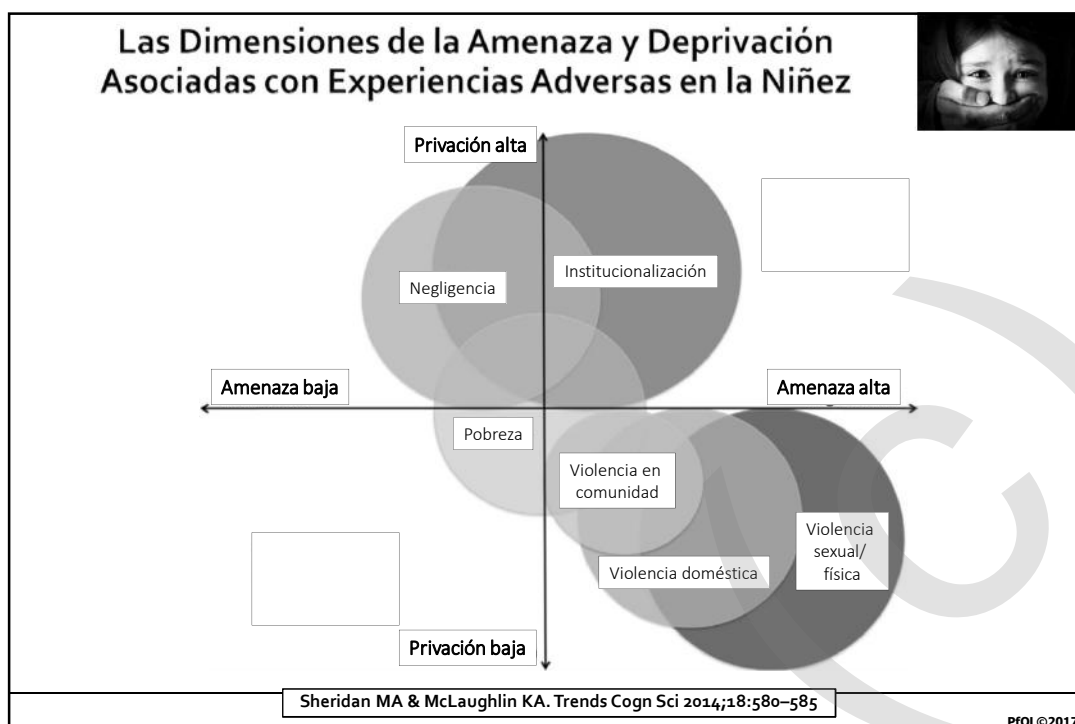 Las Dimensiones de la Amenaza y Deprivación
Asociadas con Experiencias Adversas en la Niñez
Privación alta
Institucionalización
Negligencia
Amenaza baja
Amenaza alta
Pobreza
Violencia en
comunidad
Violencia
sexual/
física
Violencia doméstica
Privación baja
Sheridan MA & McLaughlin KA. Trends Cogn Sci 2014;18:580–585
PfQL©2017